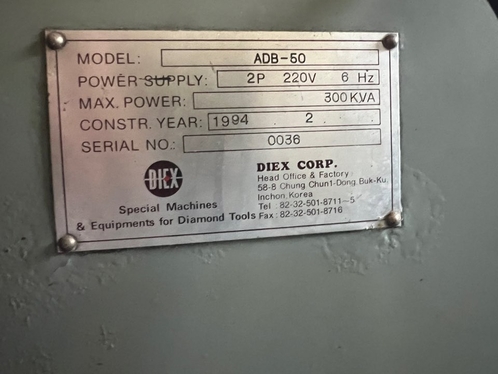 MODEL: ADB-50
POWER SUPPLY: 2P 220V 6 Hz
MAX. POWER: 300KVA
CONSTR. YEAR: 1994 . 2 . .
SERIAL NO.: 0036
DIEX
Special Machines
& Equipments for Diamond Tools
DIEX CORP.
Head Office & Factory
58-8 Chung Chun1-Dong Buk-Ku,
Inchon, Korea
Tel : 82-32-501-8711~5
Fax : 82-32-501-8716